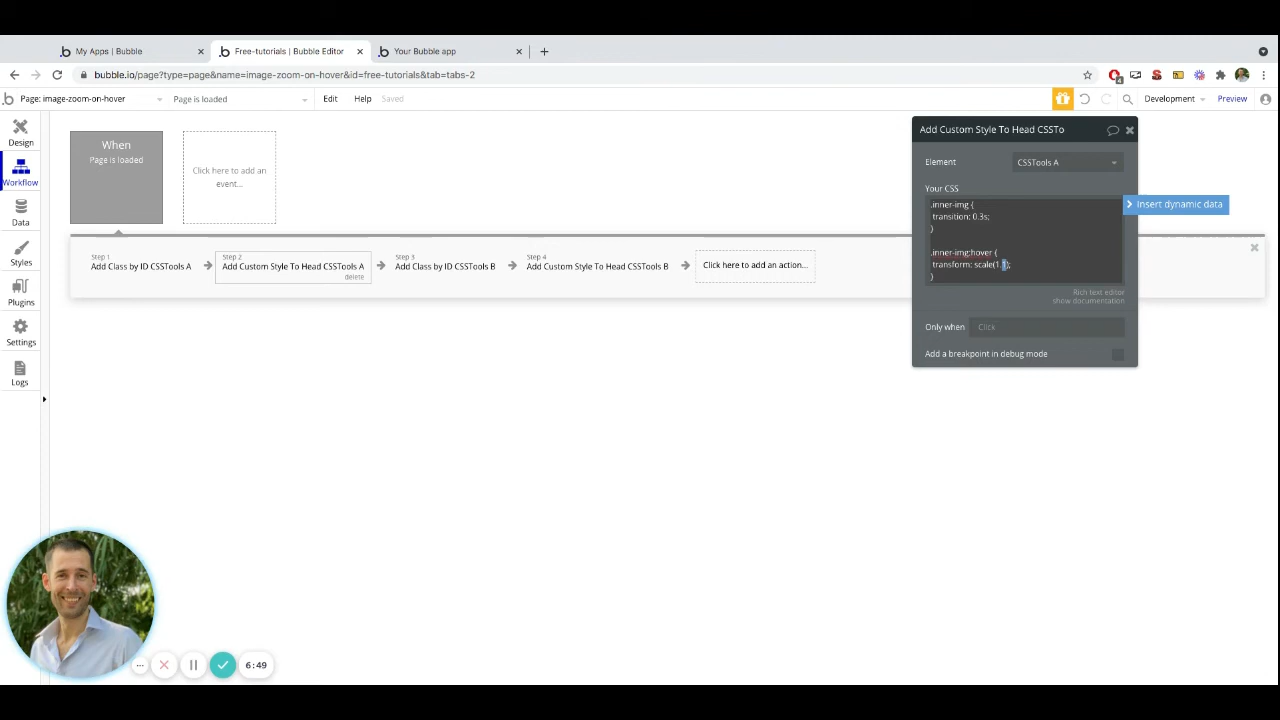 My Apps | Bubble
Free-tutorials | Bubble Editor
Your Bubble app
bubble.io/page?type=page&name=image-zoom-on-hover&id=free-tutorials&tab=tabs-2
4
Page: image-zoom-on-hover
Page is loaded
Edit
Help
Saved
Development
Preview
Design
Workflow
Data
Styles
Plugins
Settings
Logs
When
Page is loaded
Click here to add an
event...
Step 1
Add Class by ID CSSTools A
Step 2
Add Custom Style To Head CSSTools A
delete
Step 3
Add Class by ID CSSTools B
Step 4
Add Custom Style To Head CSSTools B
Click here to add an action...
Add Custom Style To Head CSSTo
Element
CSSTools A
Your CSS
.inner-img {
transition: 0.3s;
}
.inner-img:hover {
transform: scale(1.1);
}
Insert dynamic data
Rich text editor
show documentation
Only when
Click
Add a breakpoint in debug mode
6:49